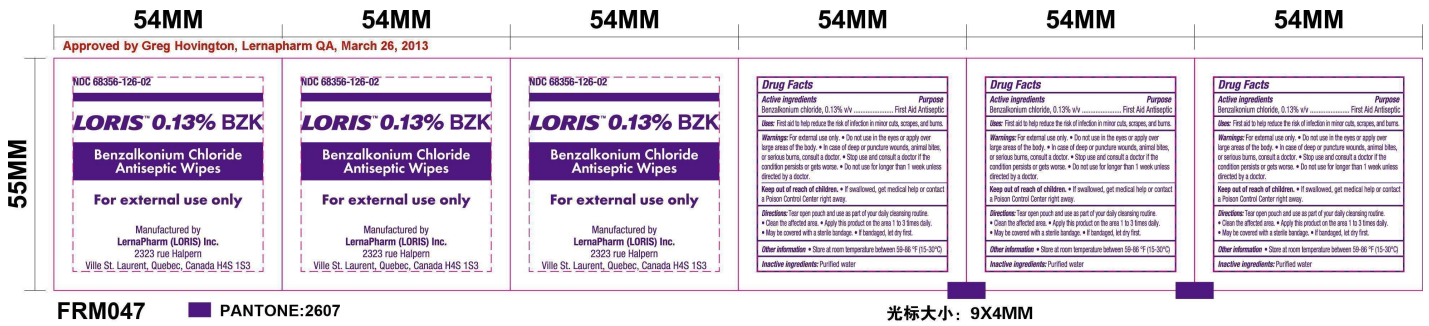 54MM 54MM 54MM 54MM 54MM 54MM
Approved by Greg Hovington, Lernapharm QA, March 26, 2013
55MM
NDC 68356-126-02
LORIS™ 0.13% BZK
Benzalkonium Chloride
Antiseptic Wipes
For external use only
Manufactured by
LernaPharm (LORIS) Inc.
2323 rue Halpern
Ville St. Laurent, Quebec, Canada H4S 1S3
NDC 68356-126-02
LORIS™ 0.13% BZK
Benzalkonium Chloride
Antiseptic Wipes
For external use only
Manufactured by
LernaPharm (LORIS) Inc.
2323 rue Halpern
Ville St. Laurent, Quebec, Canada H4S 1S3
NDC 68356-126-02
LORIS™ 0.13% BZK
Benzalkonium Chloride
Antiseptic Wipes
For external use only
Manufactured by
LernaPharm (LORIS) Inc.
2323 rue Halpern
Ville St. Laurent, Quebec, Canada H4S 1S3
Drug Facts
Active ingredients Purpose
Benzalkonium chloride, 0.13% v/v ........................ First Aid Antiseptic
Uses: First aid to help reduce the risk of infection in minor cuts, scrapes, and burns.
Warnings: For external use only. • Do not use in the eyes or apply over
large areas of the body. • In case of deep or puncture wounds, animal bites,
or serious burns, consult a doctor. • Stop use and consult a doctor if the
condition persists or gets worse. • Do not use for longer than 1 week unless
directed by a doctor.
Keep out of reach of children. • If swallowed, get medical help or contact
a Poison Control Center right away.
Directions: Tear open pouch and use as part of your daily cleansing routine.
• Clean the affected area. • Apply this product on the area 1 to 3 times daily.
• May be covered with a sterile bandage. • If bandaged, let dry first.
Other information • Store at room temperature between 59-86 °F (15-30°C)
Inactive ingredients: Purified water
Drug Facts
Active ingredients Purpose
Benzalkonium chloride, 0.13% v/v ........................ First Aid Antiseptic
Uses: First aid to help reduce the risk of infection in minor cuts, scrapes, and burns.
Warnings: For external use only. • Do not use in the eyes or apply over
large areas of the body. • In case of deep or puncture wounds, animal bites,
or serious burns, consult a doctor. • Stop use and consult a doctor if the
condition persists or gets worse. • Do not use for longer than 1 week unless
directed by a doctor.
Keep out of reach of children. • If swallowed, get medical help or contact
a Poison Control Center right away.
Directions: Tear open pouch and use as part of your daily cleansing routine.
• Clean the affected area. • Apply this product on the area 1 to 3 times daily.
• May be covered with a sterile bandage. • If bandaged, let dry first.
Other information • Store at room temperature between 59-86 °F (15-30°C)
Inactive ingredients: Purified water
Drug Facts
Active ingredients Purpose
Benzalkonium chloride, 0.13% v/v ........................ First Aid Antiseptic
Uses: First aid to help reduce the risk of infection in minor cuts, scrapes, and burns.
Warnings: For external use only. • Do not use in the eyes or apply over
large areas of the body. • In case of deep or puncture wounds, animal bites,
or serious burns, consult a doctor. • Stop use and consult a doctor if the
condition persists or gets worse. • Do not use for longer than 1 week unless
directed by a doctor.
Keep out of reach of children. • If swallowed, get medical help or contact
a Poison Control Center right away.
Directions: Tear open pouch and use as part of your daily cleansing routine.
• Clean the affected area. • Apply this product on the area 1 to 3 times daily.
• May be covered with a sterile bandage. • If bandaged, let dry first.
Other information • Store at room temperature between 59-86 °F (15-30°C)
Inactive ingredients: Purified water
FRM047 PANTONE:2607 光标大小：9X4MM